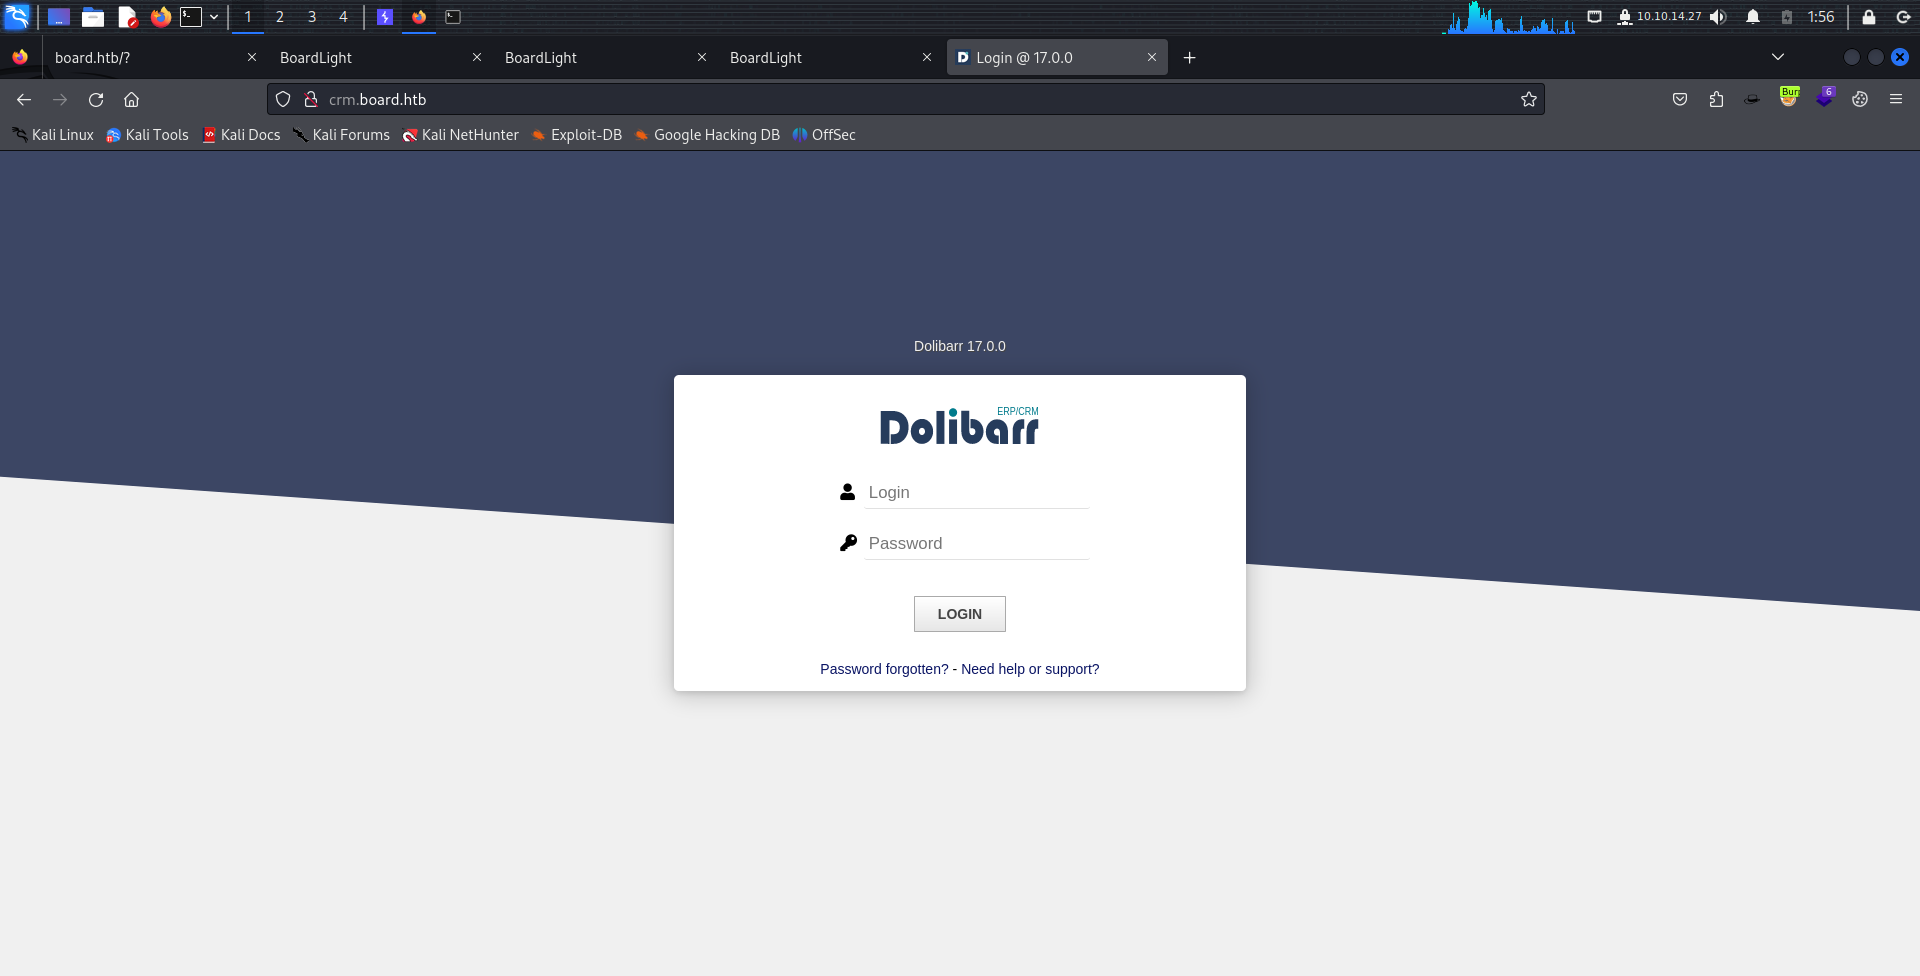 1 2 3 4 10.10.14.27 1:56
board.htb/? BoardLight BoardLight BoardLight Login @ 17.0.0
crm.board.htb Burp 6
Kali Linux Kali Tools Kali Docs Kali Forums Kali NetHunter Exploit-DB Google Hacking DB OffSec
Dolibarr 17.0.0
ERP/CRM
Dolibarr
Login
Password
LOGIN
Password forgotten? - Need help or support?